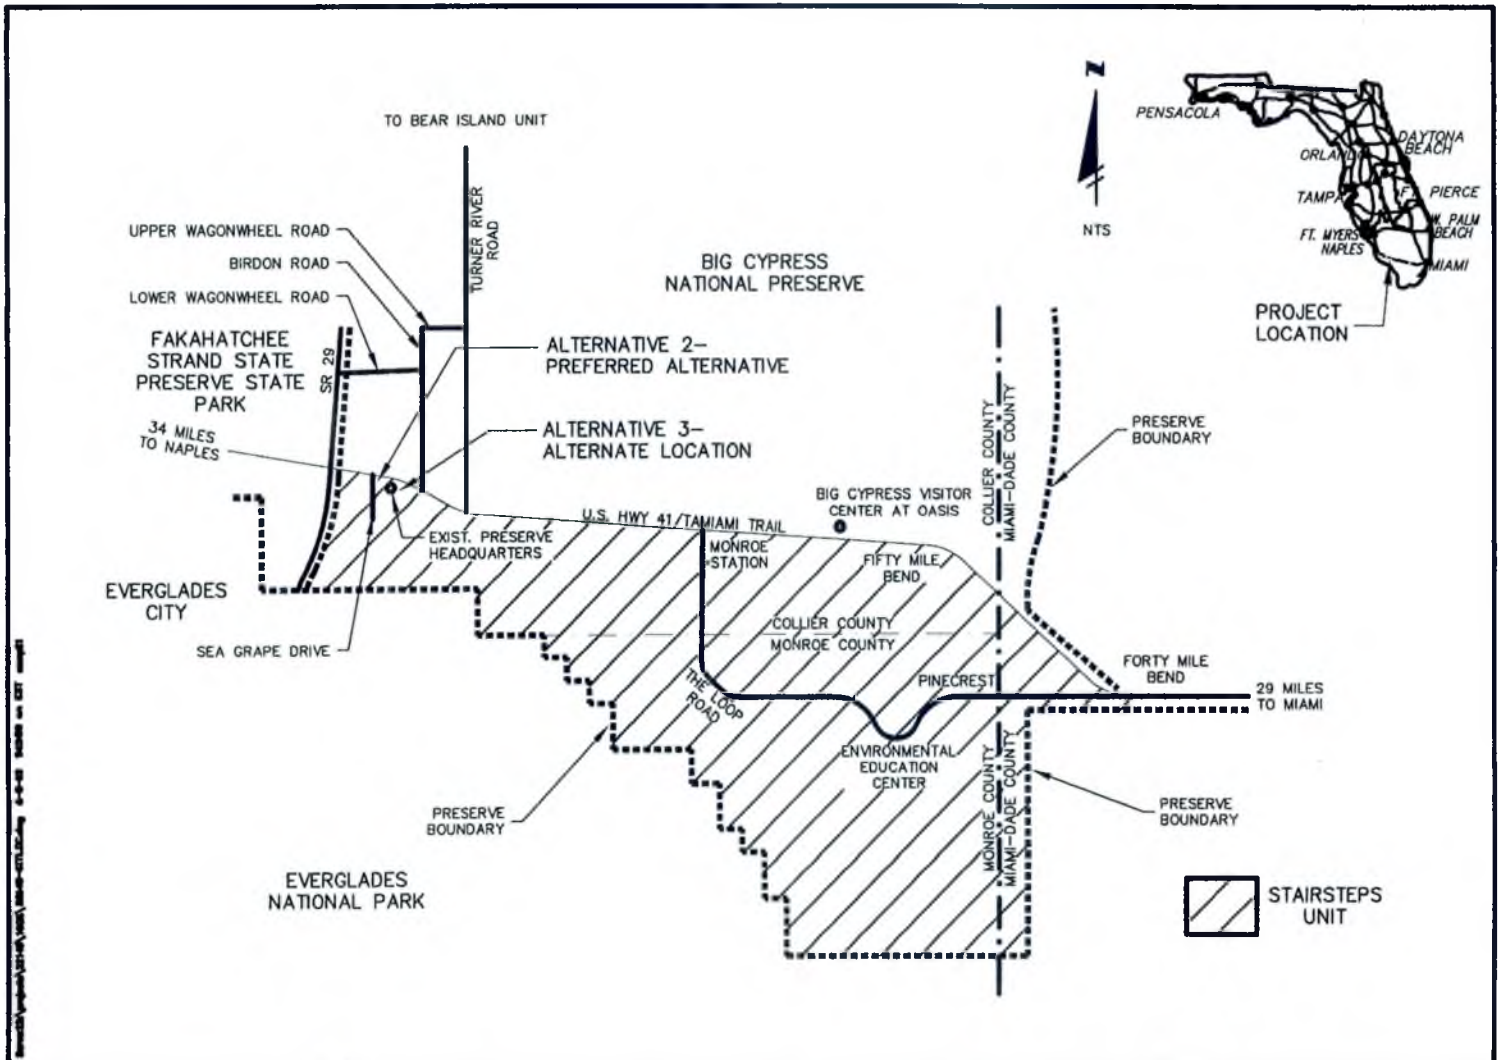 TO BEAR ISLAND UNIT
TURNER RIVER
ROAD
UPPER WAGONWHEEL ROAD
BIRDON ROAD
LOWER WAGONWHEEL ROAD
FAKAHATCHEE
STRAND STATE
PRESERVE STATE
PARK
SR 29
34 MILES
TO NAPLES
BIG CYPRESS
NATIONAL PRESERVE
ALTERNATIVE 2–
PREFERRED ALTERNATIVE
ALTERNATIVE 3–
ALTERNATE LOCATION
N
NTS
PENSACOLA
DAYTONA
BEACH
ORLANDO
TAMPA
FT. PIERCE
W. PALM
BEACH
FT. MYERS
NAPLES
MIAMI
PROJECT
LOCATION
COLLIER COUNTY
MIAMI–DADE COUNTY
PRESERVE
BOUNDARY
BIG CYPRESS VISITOR
CENTER AT OASIS
U.S. HWY 41/TAMIAMI TRAIL
EXIST. PRESERVE
HEADQUARTERS
MONROE
STATION
FIFTY MILE
BEND
EVERGLADES
CITY
SEA GRAPE DRIVE
COLLIER COUNTY
MONROE COUNTY
THE LOOP
ROAD
PINECREST
FORTY MILE
BEND
29 MILES
TO MIAMI
ENVIRONMENTAL
EDUCATION
CENTER
MONROE COUNTY
MIAMI–DADE COUNTY
PRESERVE
BOUNDARY
PRESERVE
BOUNDARY
EVERGLADES
NATIONAL PARK
STAIRSTEPS
UNIT